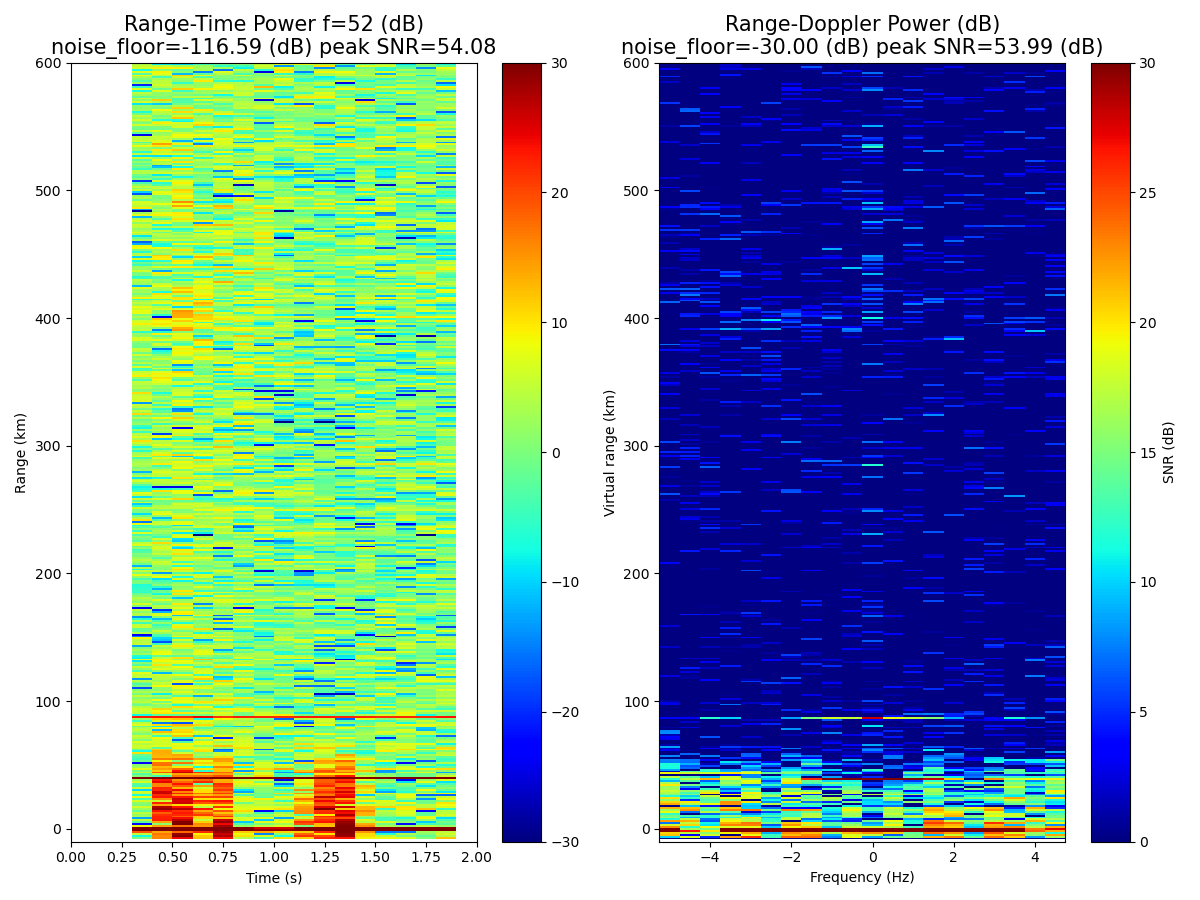 Range-Time Power f=52 (dB)
noise_floor=-116.59 (dB) peak SNR=54.08
Range (km)
600
500
400
300
200
100
0
0.00 0.25 0.50 0.75 1.00 1.25 1.50 1.75 2.00
Time (s)
30
20
10
0
−10
−20
−30
Range-Doppler Power (dB)
noise_floor=-30.00 (dB) peak SNR=53.99 (dB)
Virtual range (km)
600
500
400
300
200
100
0
−4 −2 0 2 4
Frequency (Hz)
30
25
20
15
10
5
0
SNR (dB)